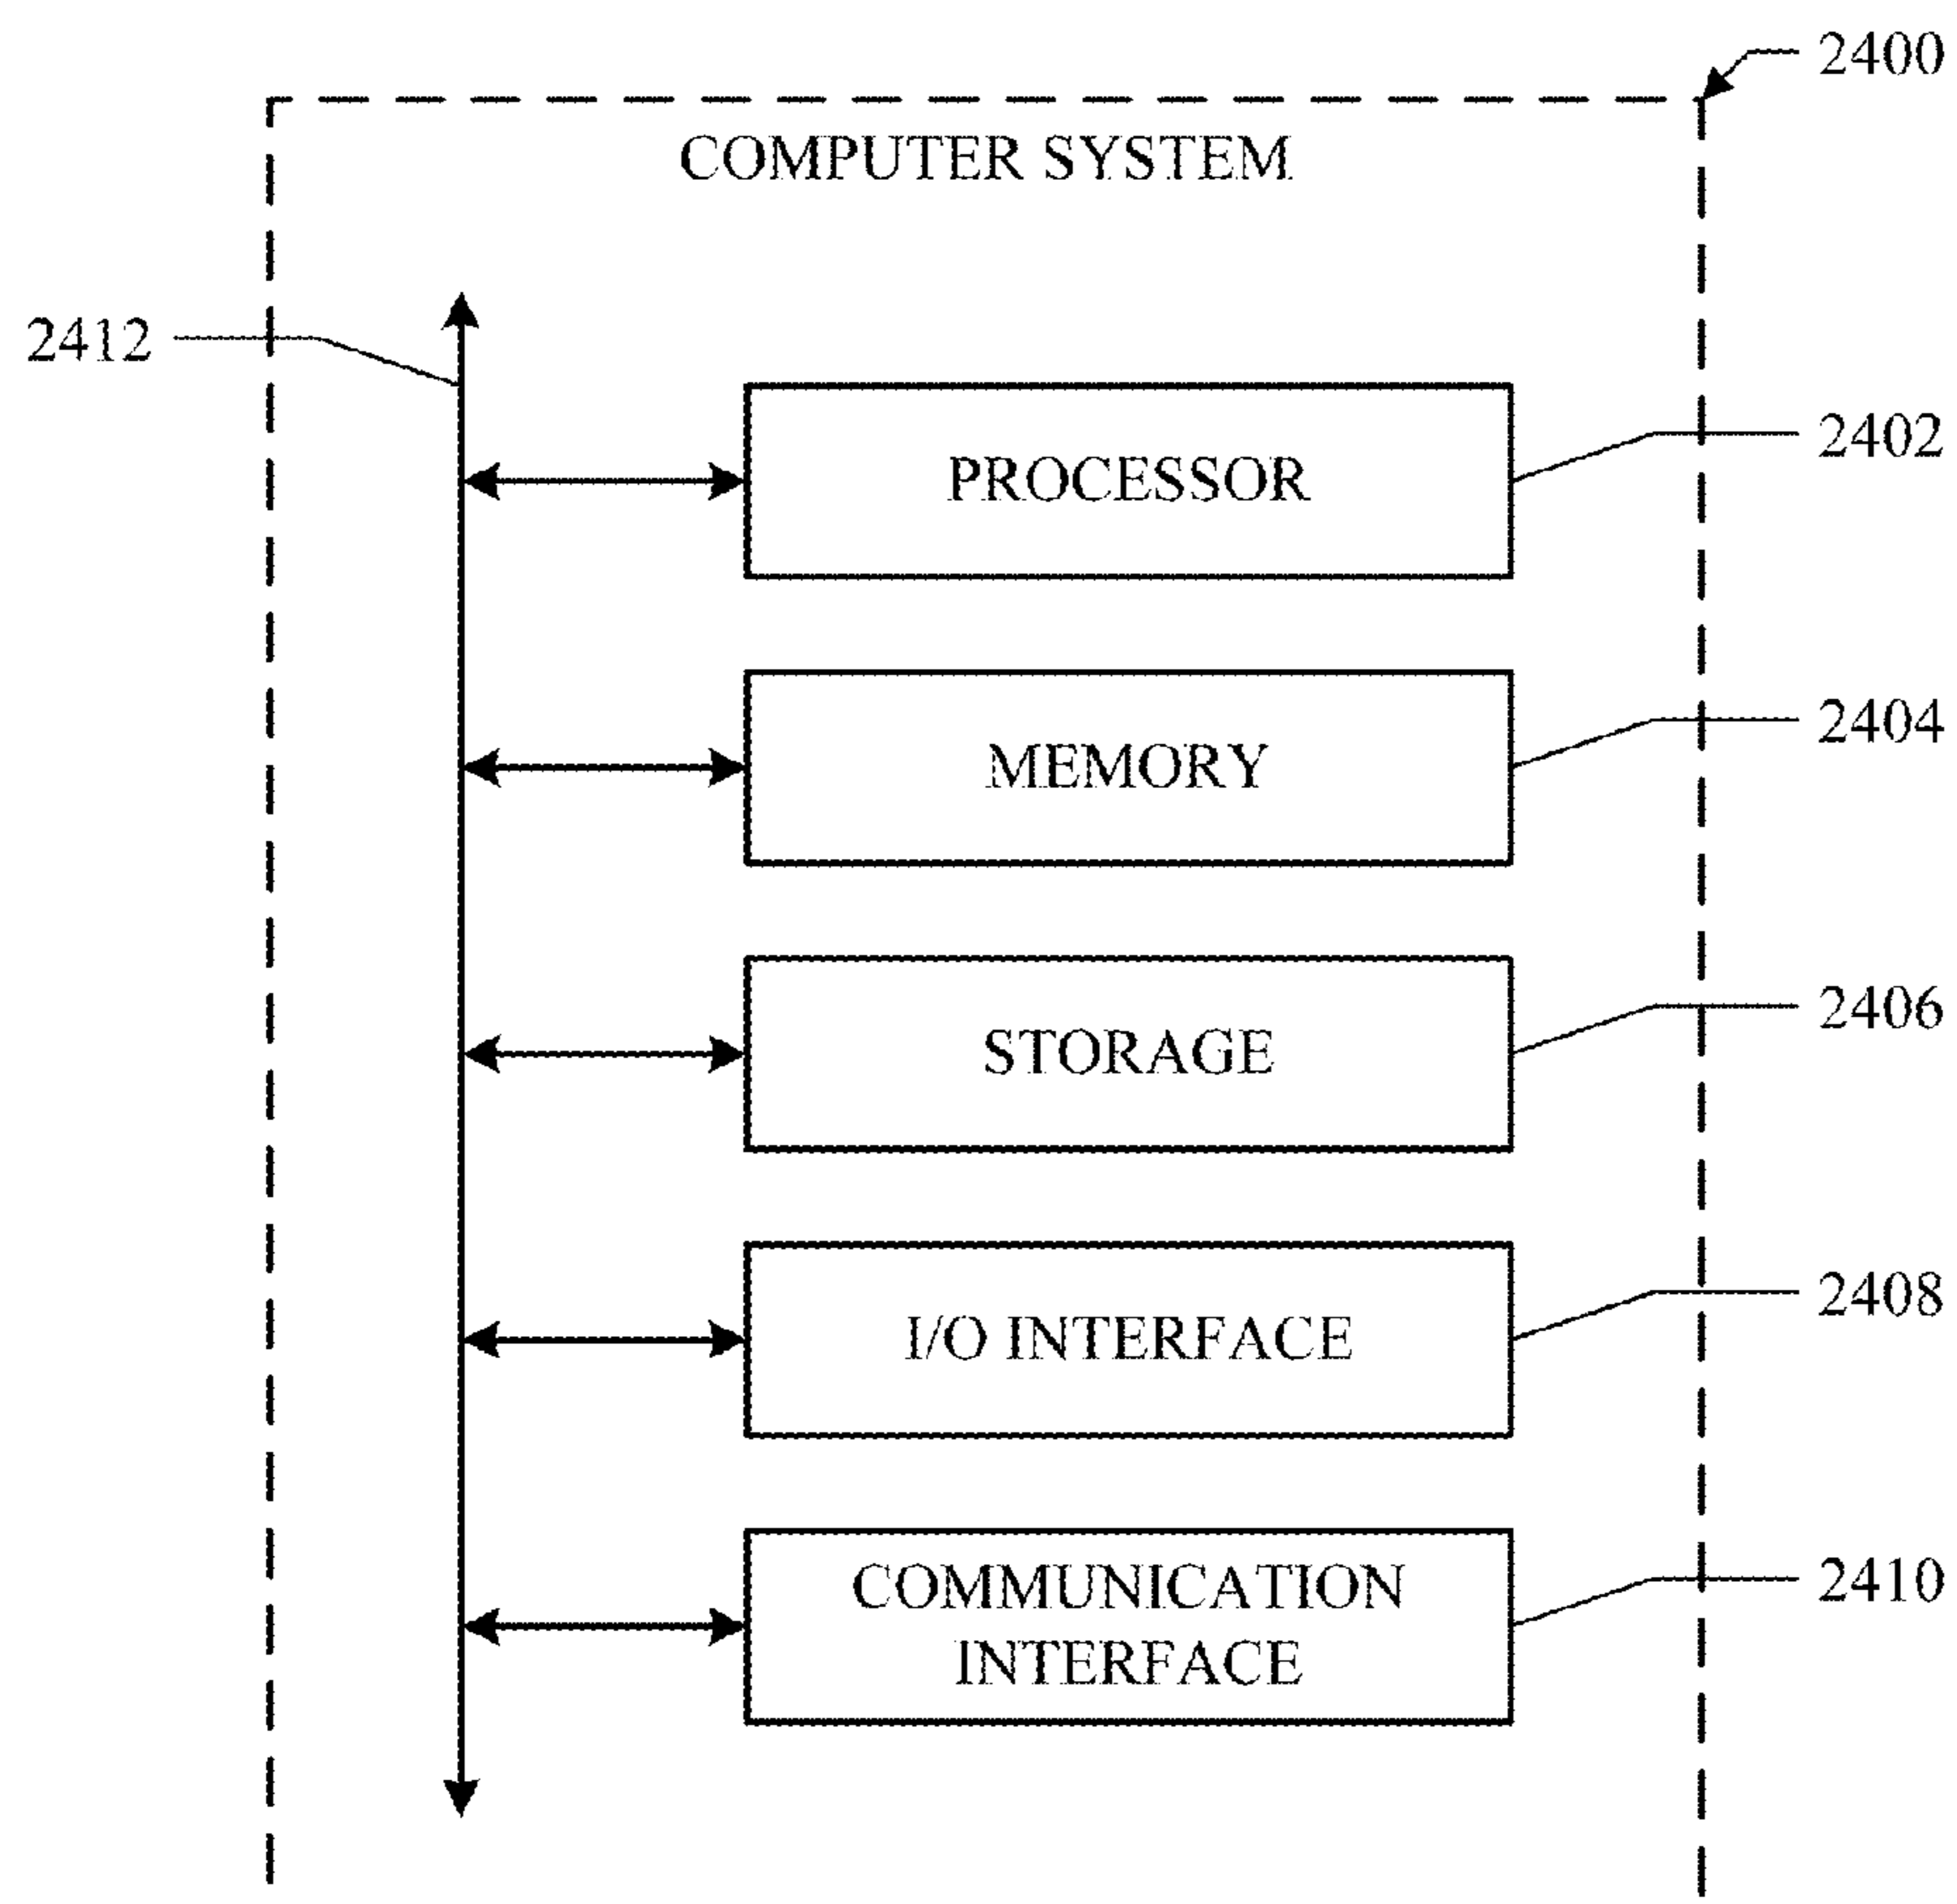 2400
COMPUTER SYSTEM
2412
PROCESSOR
2402
MEMORY
2404
STORAGE
2406
I/O INTERFACE
2408
COMMUNICATION
INTERFACE
2410